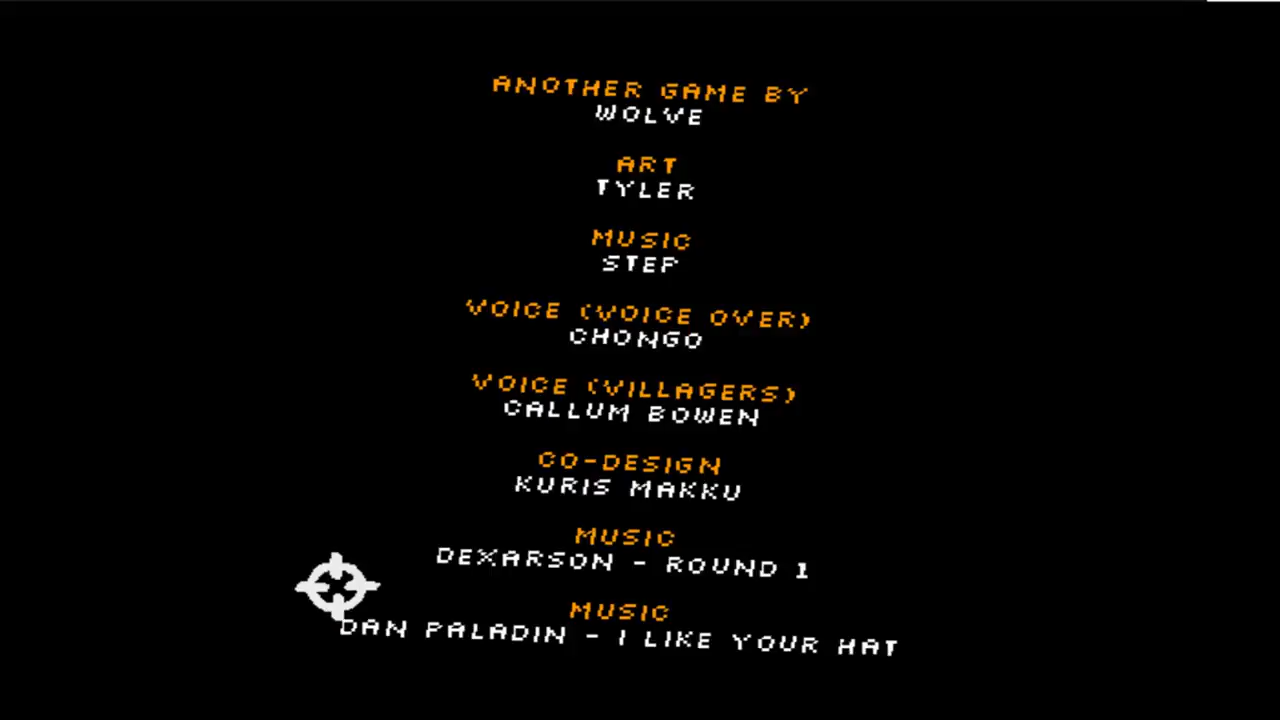 ANOTHER GAME BY
WOLVE
ART
TYLER
MUSIC
STEP
VOICE (VOICE OVER)
CHONGO
VOICE (VILLAGERS)
CALLUM BOWEN
CO-DESIGN
KURIS MAKKU
MUSIC
DEXARSON - ROUND 1
MUSIC
DAN PALADIN - I LIKE YOUR HAT